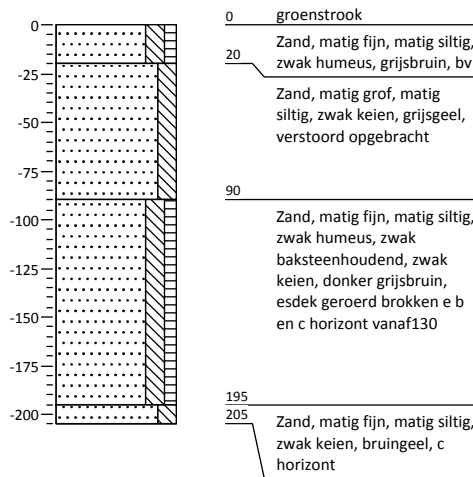 0
-25
-50
-75
-100
-125
-150
-175
-200
0 groenstrook
Zand, matig fijn, matig siltig,
zwak humeus, grijsbruin, bv
20
Zand, matig grof, matig
siltig, zwak keien, grijsgeel,
verstoord opgebracht
90
Zand, matig fijn, matig siltig,
zwak humeus, zwak
baksteenhoudend, zwak
keien, donker grijsbruin,
esdek geroerd brokken e b
en c horizont vanaf130
195
205
Zand, matig fijn, matig siltig,
zwak keien, bruingeel, c
horizont